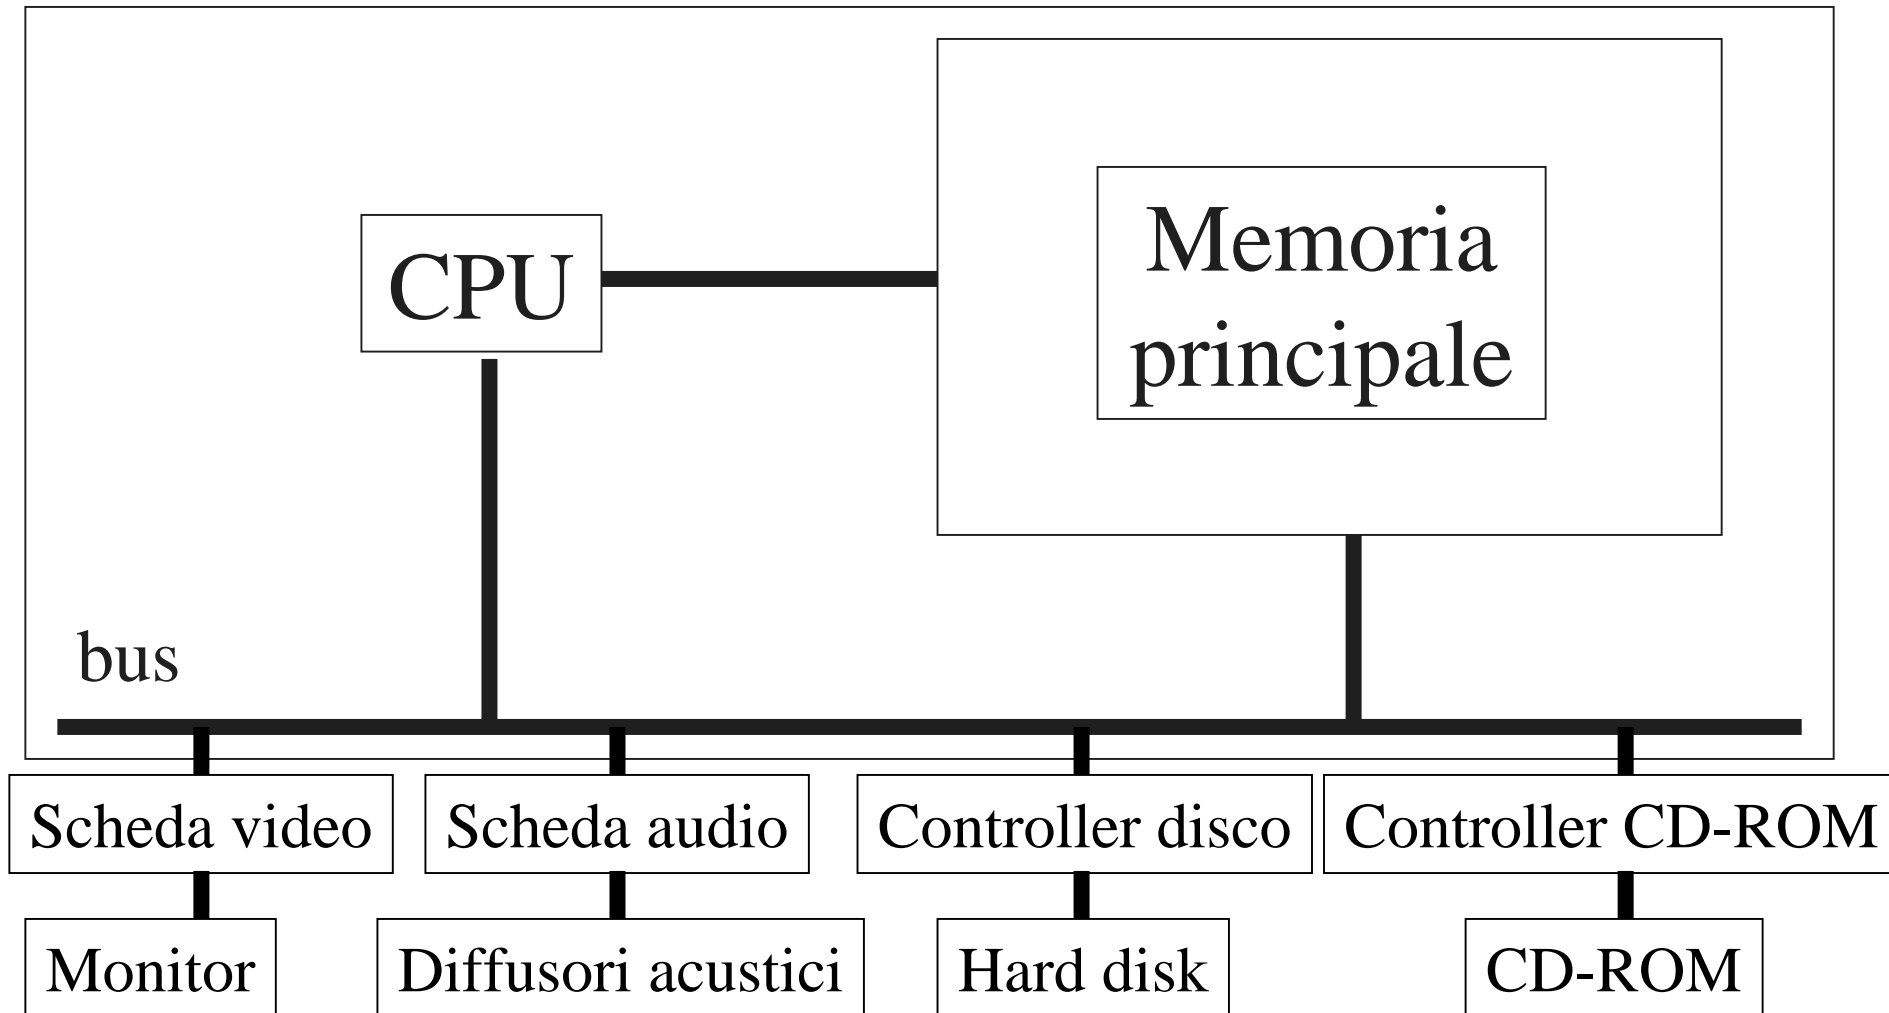 CPU
Memoria
principale
bus
Scheda video
Scheda audio
Controller disco
Controller CD-ROM
Monitor
Diffusori acustici
Hard disk
CD-ROM